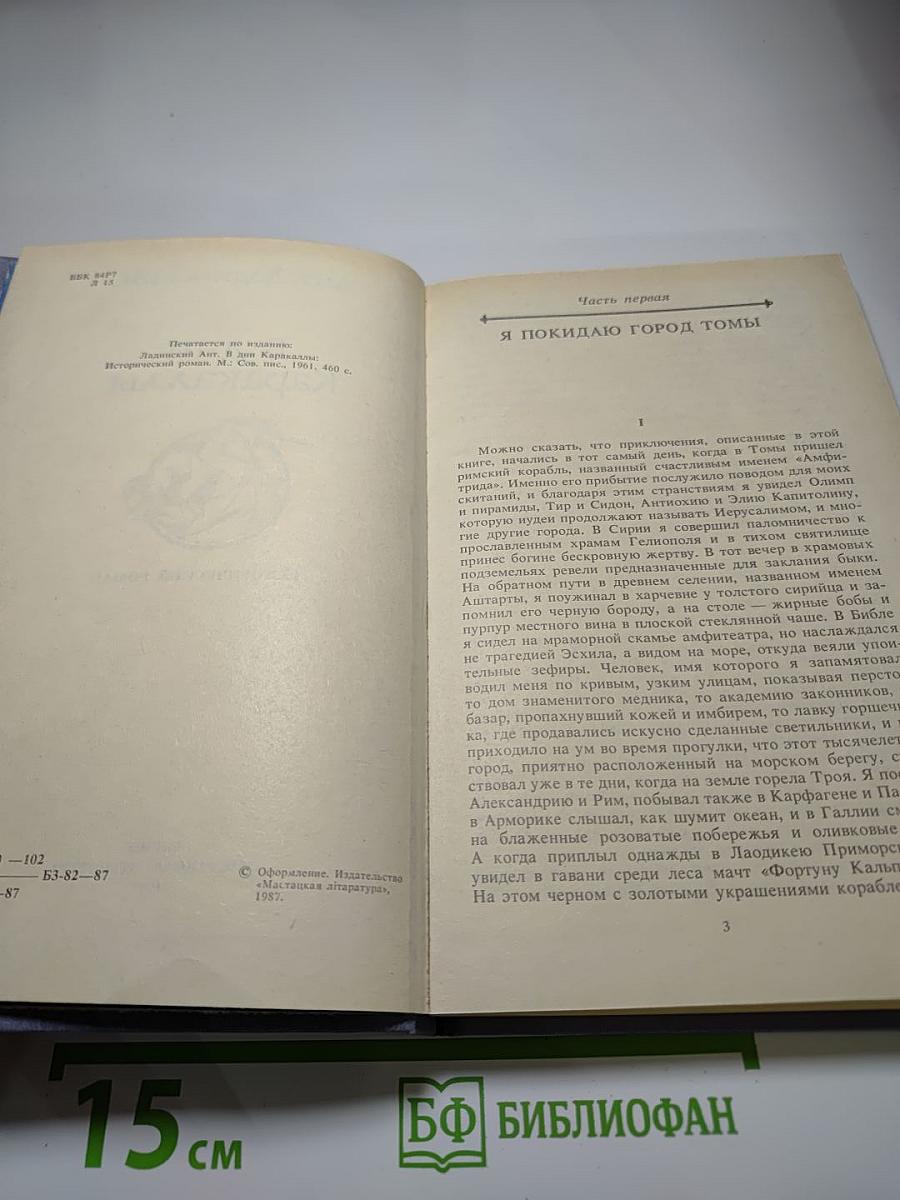 ББК 84Р7
Л 15
Печатается по изданию:
Ладинский Ант. В дни Каракаллы:
Исторический роман. М.: Сов. пис., 1961. 460 с.
—102
БЗ-82—87
—87
© Оформление. Издательство
«Мастацкая літаратура»,
1987.
Часть первая
Я ПОКИДАЮ ГОРОД ТОМЫ
I
Можно сказать, что приключения, описанные в этой
книге, начались в тот самый день, когда в Томы пришел
римский корабль, названный счастливым именем «Амфи-
трида». Именно его прибытие послужило поводом для моих
скитаний, и благодаря этим странствиям я увидел Олимп
и пирамиды, Тир и Сидон, Антиохию и Элию Капитолину,
которую иудеи продолжают называть Иерусалимом, и мно-
гие другие города. В Сирии я совершил паломничество к
прославленным храмам Гелиополя и в тихом святилище
принес богине бескровную жертву. В тот вечер в храмовых
подземельях ревели предназначенные для заклания быки.
На обратном пути в древнем селении, названном именем
Аштарты, я поужинал в харчевне у толстого сирийца и за-
помнил его черную бороду, а на столе — жирные бобы и
пурпур местного вина в плоской стеклянной чаше. В Библе
я сидел на мраморной скамье амфитеатра, но наслаждался
не трагедией Эсхила, а видом на море, откуда веяли упои-
тельные зефиры. Человек, имя которого я запамятовал
водил меня по кривым, узким улицам, показывая персто
то дом знаменитого медника, то академию законников,
базар, пропахнувший кожей и имбирем, то лавку горшечн
ка, где продавались искусно сделанные светильники, и
приходило на ум во время прогулки, что этот тысячелет
город, приятно расположенный на морском берегу, с
ствовал уже в те дни, когда на земле горела Троя. Я по
Александрию и Рим, побывал также в Карфагене и Па
в Арморике слышал, как шумит океан, и в Галлии см
на блаженные розоватые побережья и оливковые
А когда приплыл однажды в Лаодикею Приморс
увидел в гавани среди леса мачт «Фортуну Кальп
На этом черном с золотыми украшениями корабле
3
15 см
БФ БИБЛИОФАН